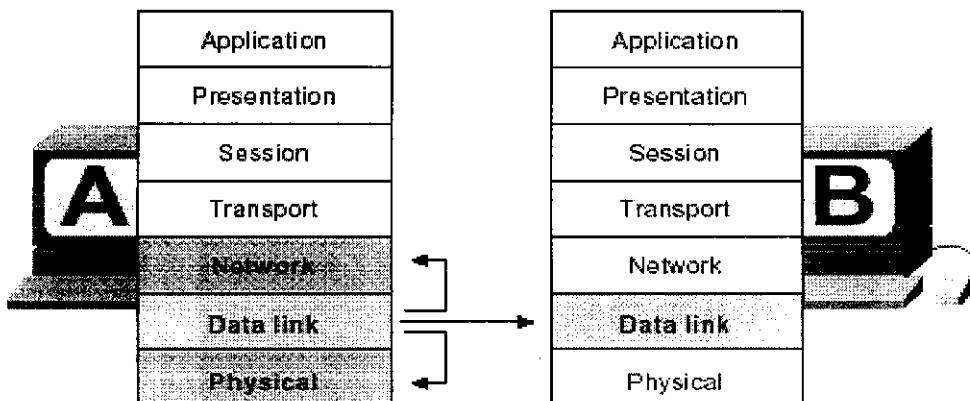 Application
Presentation
Session
Transport
Network
Data link
Physical
A
Application
Presentation
Session
Transport
Network
Data link
Physical
B